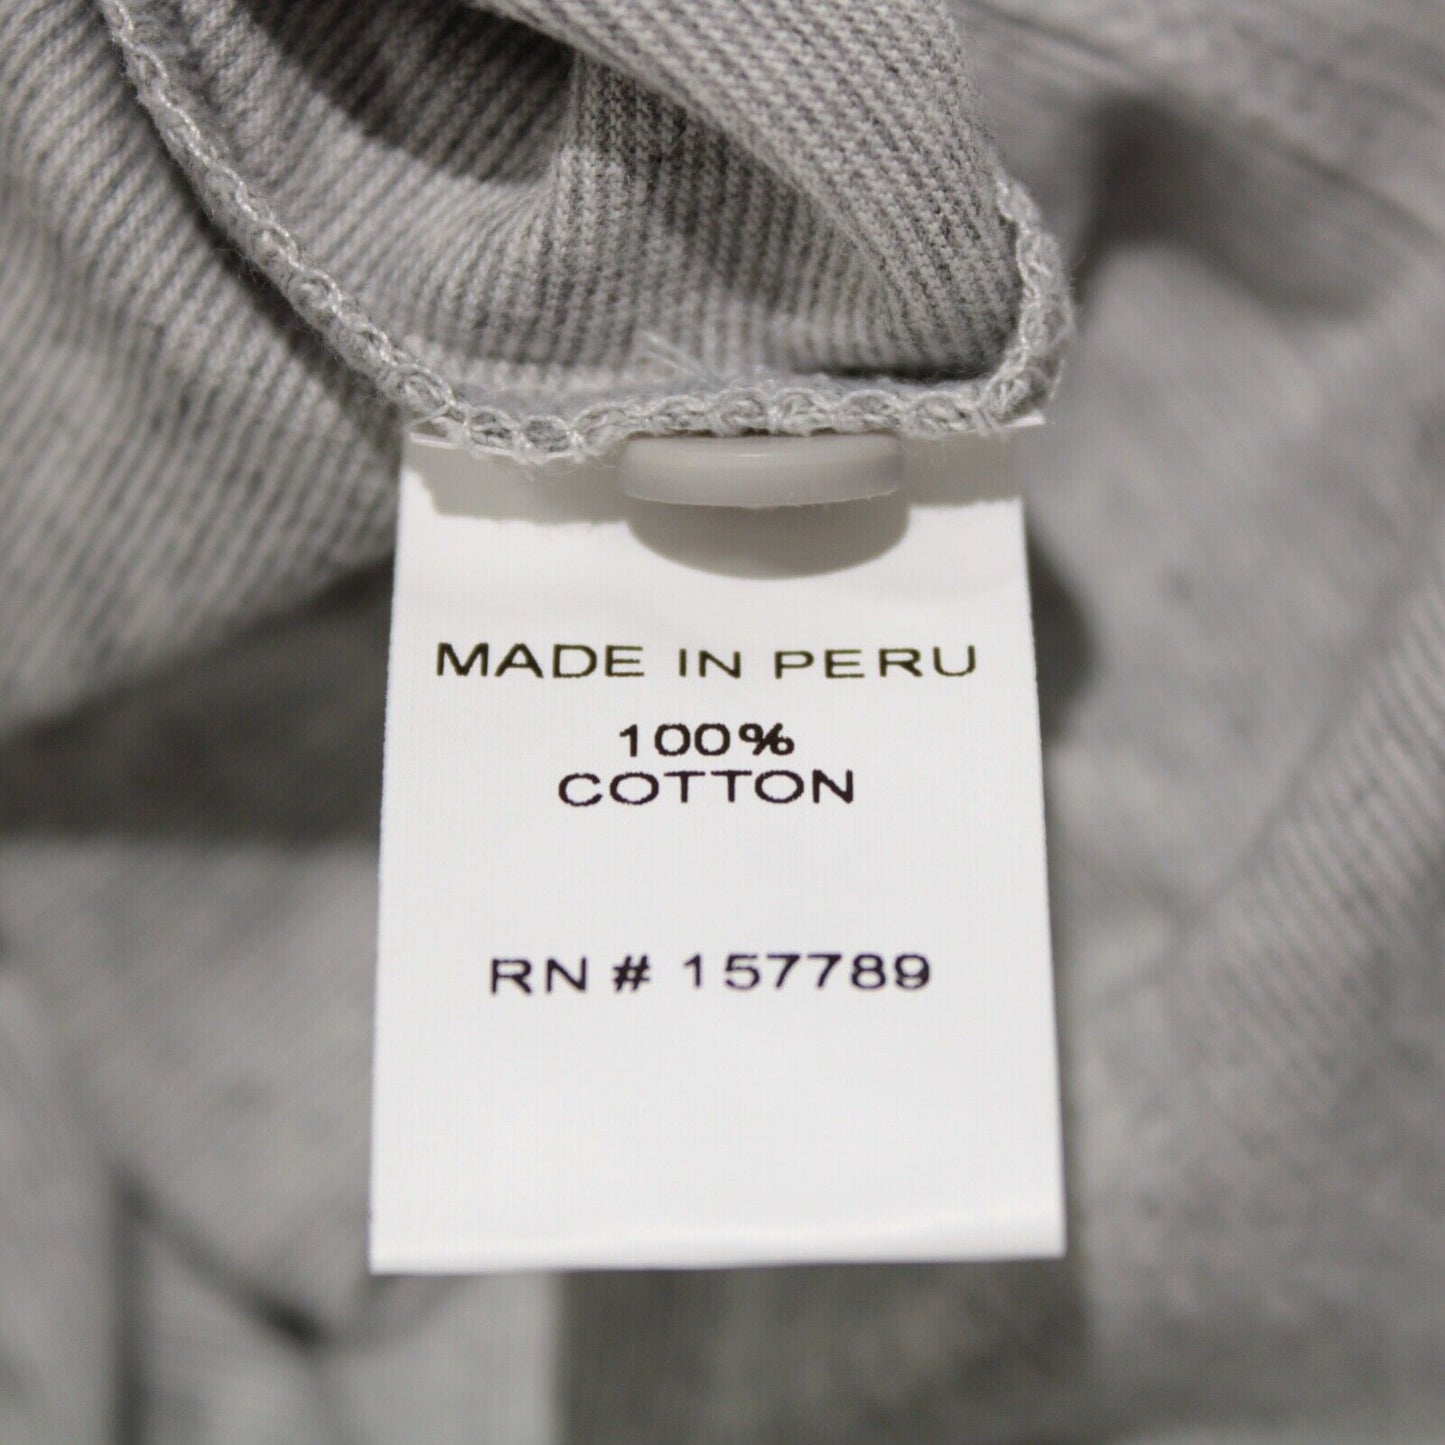 MADE IN PERU
100%
COTTON
RN # 157789